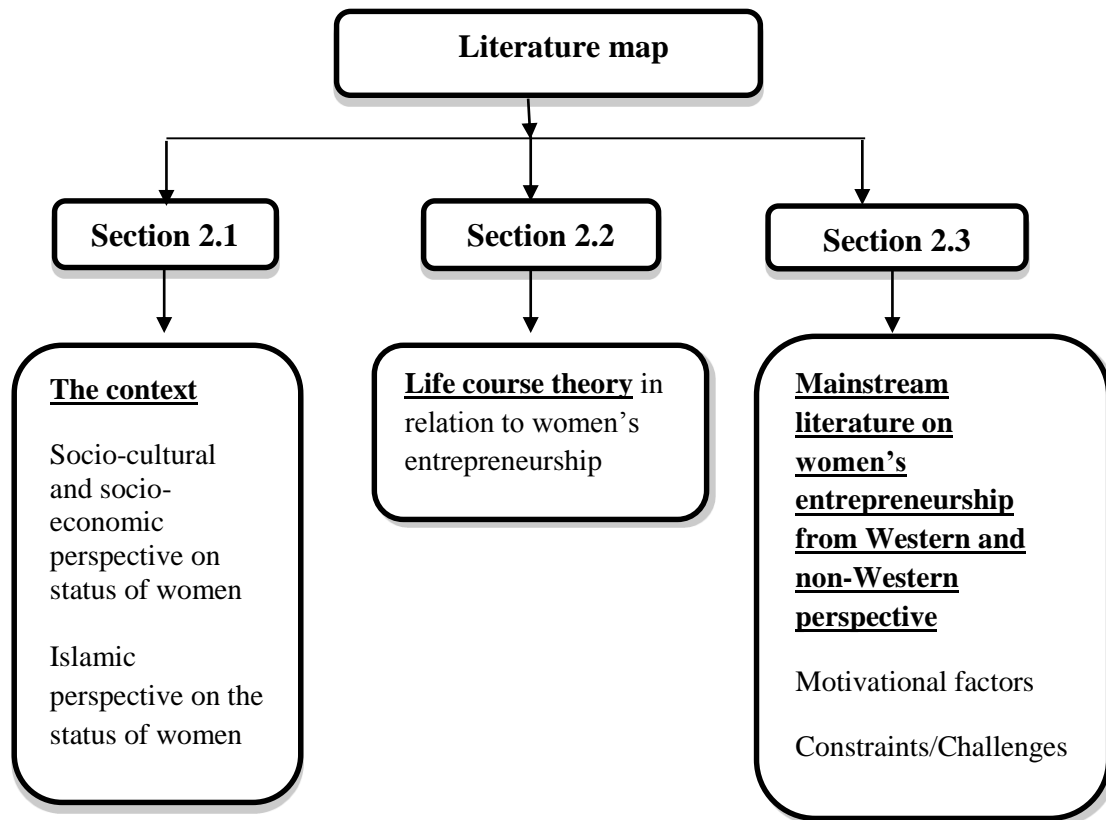 Literature map
Section 2.1
Section 2.2
Section 2.3
The context
Socio-cultural
and socio-
economic
perspective on
status of women
Islamic
perspective on the
status of women
Life course theory in
relation to women’s
entrepreneurship
Mainstream
literature on
women’s
entrepreneurship
from Western and
non-Western
perspective
Motivational factors
Constraints/Challenges